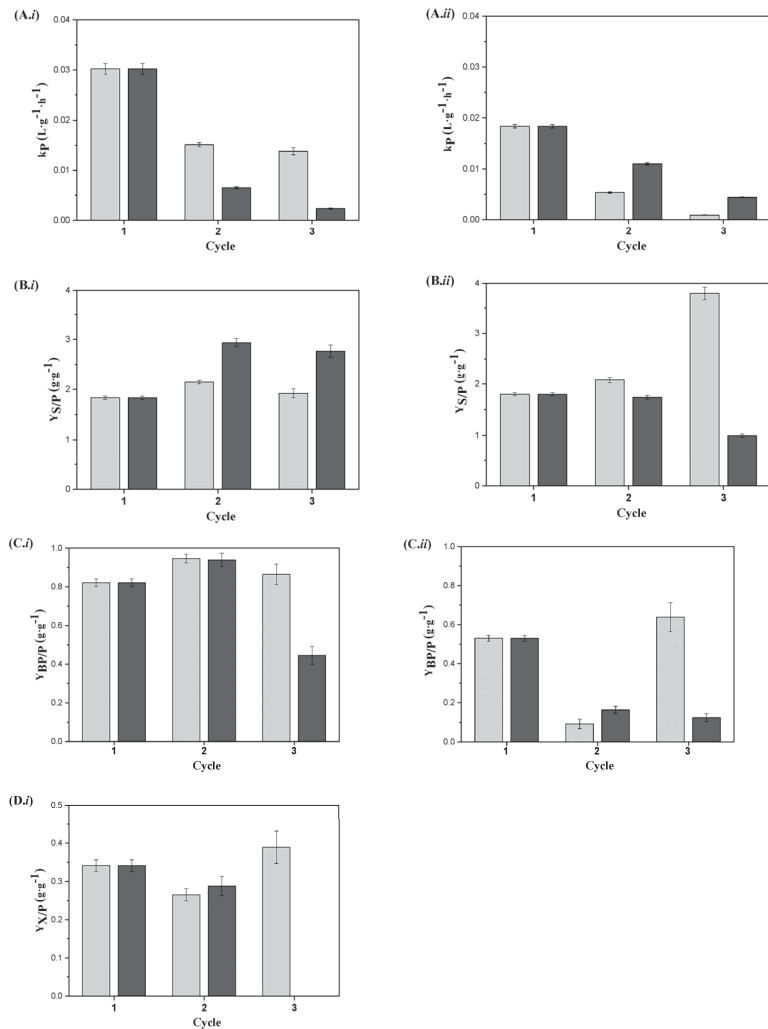 (A.i)
kP (L·g⁻¹·h⁻¹)
0.04
0.03
0.02
0.01
0.00
1 2 3
Cycle
(A.ii)
kP (L·g⁻¹·h⁻¹)
0.04
0.03
0.02
0.01
0.00
1 2 3
Cycle
(B.i)
YS/P (g·g⁻¹)
4
3
2
1
0
1 2 3
Cycle
(B.ii)
YS/P (g·g⁻¹)
4
3
2
1
0
1 2 3
Cycle
(C.i)
YBP/P (g·g⁻¹)
1.0
0.8
0.6
0.4
0.2
0.0
1 2 3
Cycle
(C.ii)
YBP/P (g·g⁻¹)
1.0
0.8
0.6
0.4
0.2
0.0
1 2 3
Cycle
(D.i)
YX/P (g·g⁻¹)
0.5
0.4
0.3
0.2
0.1
0.0
1 2 3
Cycle